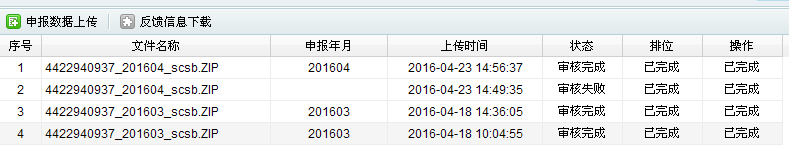 申报数据上传 反馈信息下载
序号 文件名称 申报年月 上传时间 状态 排位 操作
1 4422940937_201604_scsb.ZIP 201604 2016-04-23 14:56:37 审核完成 已完成 已完成
2 4422940937_201604_scsb.ZIP 2016-04-23 14:49:35 审核失败 已完成 已完成
3 4422940937_201603_scsb.ZIP 201603 2016-04-18 14:36:05 审核完成 已完成 已完成
4 4422940937_201603_scsb.ZIP 201603 2016-04-18 10:04:55 审核完成 已完成 已完成